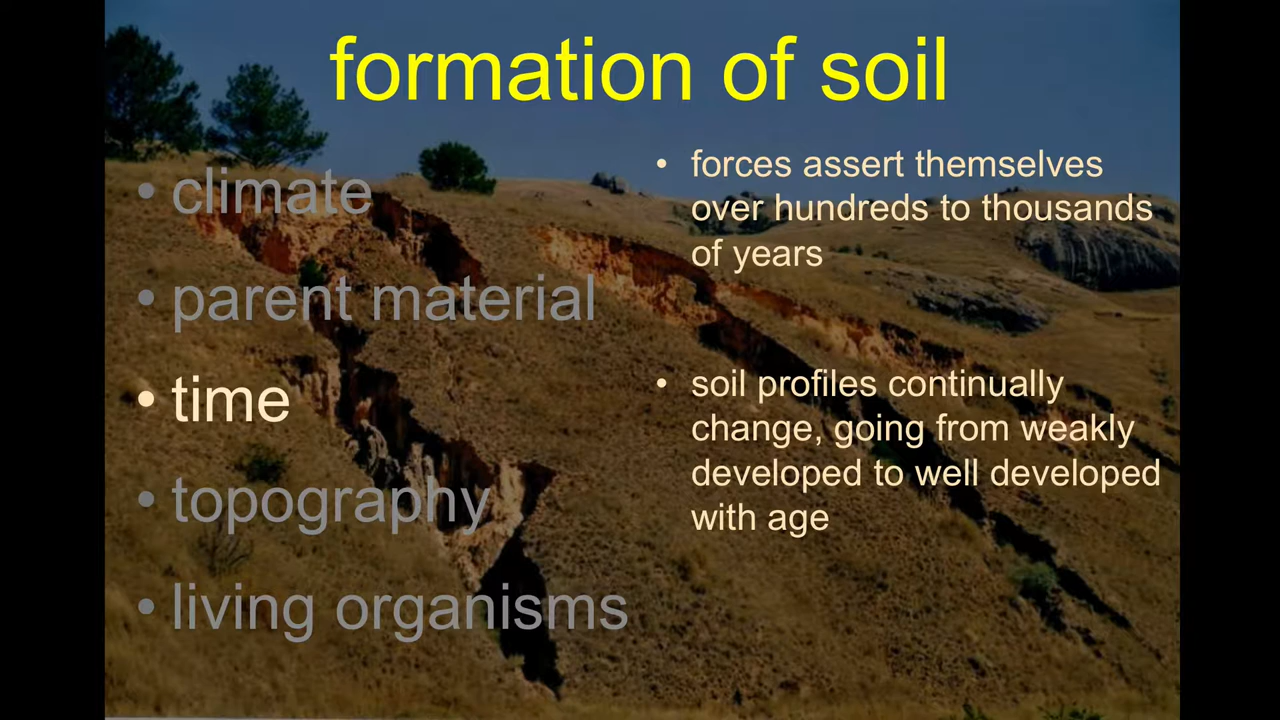 formation of soil
• climate
• parent material
• time
• topography
• living organisms
• forces assert themselves
over hundreds to thousands
of years
• soil profiles continually
change, going from weakly
developed to well developed
with age